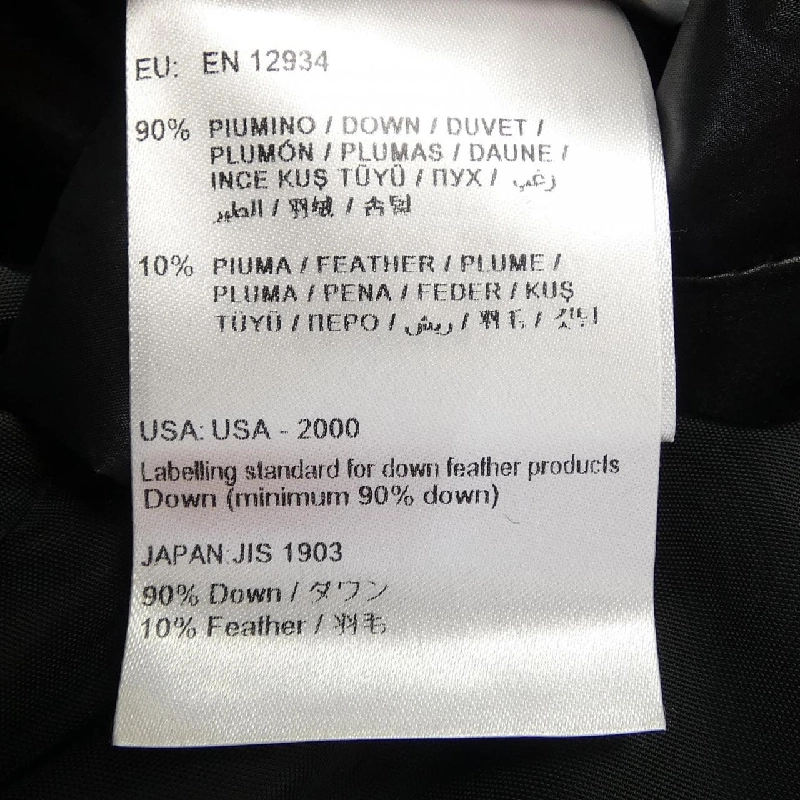 EU: EN 12934
90% PIUMINO / DOWN / DUVET /
PLUMÓN / PLUMAS / DAUNE /
INCE KUŞ TÜYÜ / ПУХ / زغب
الطير / 羽绒 /
10% PIUMA / FEATHER / PLUME /
PLUMA / PENA / FEDER / KUŞ
TÜYÜ / ПЕРО / ريش / 羽毛 / 깃털
USA: USA - 2000
Labelling standard for down feather products
Down (minimum 90% down)
JAPAN: JIS 1903
90% Down / ダウン
10% Feather / 羽毛